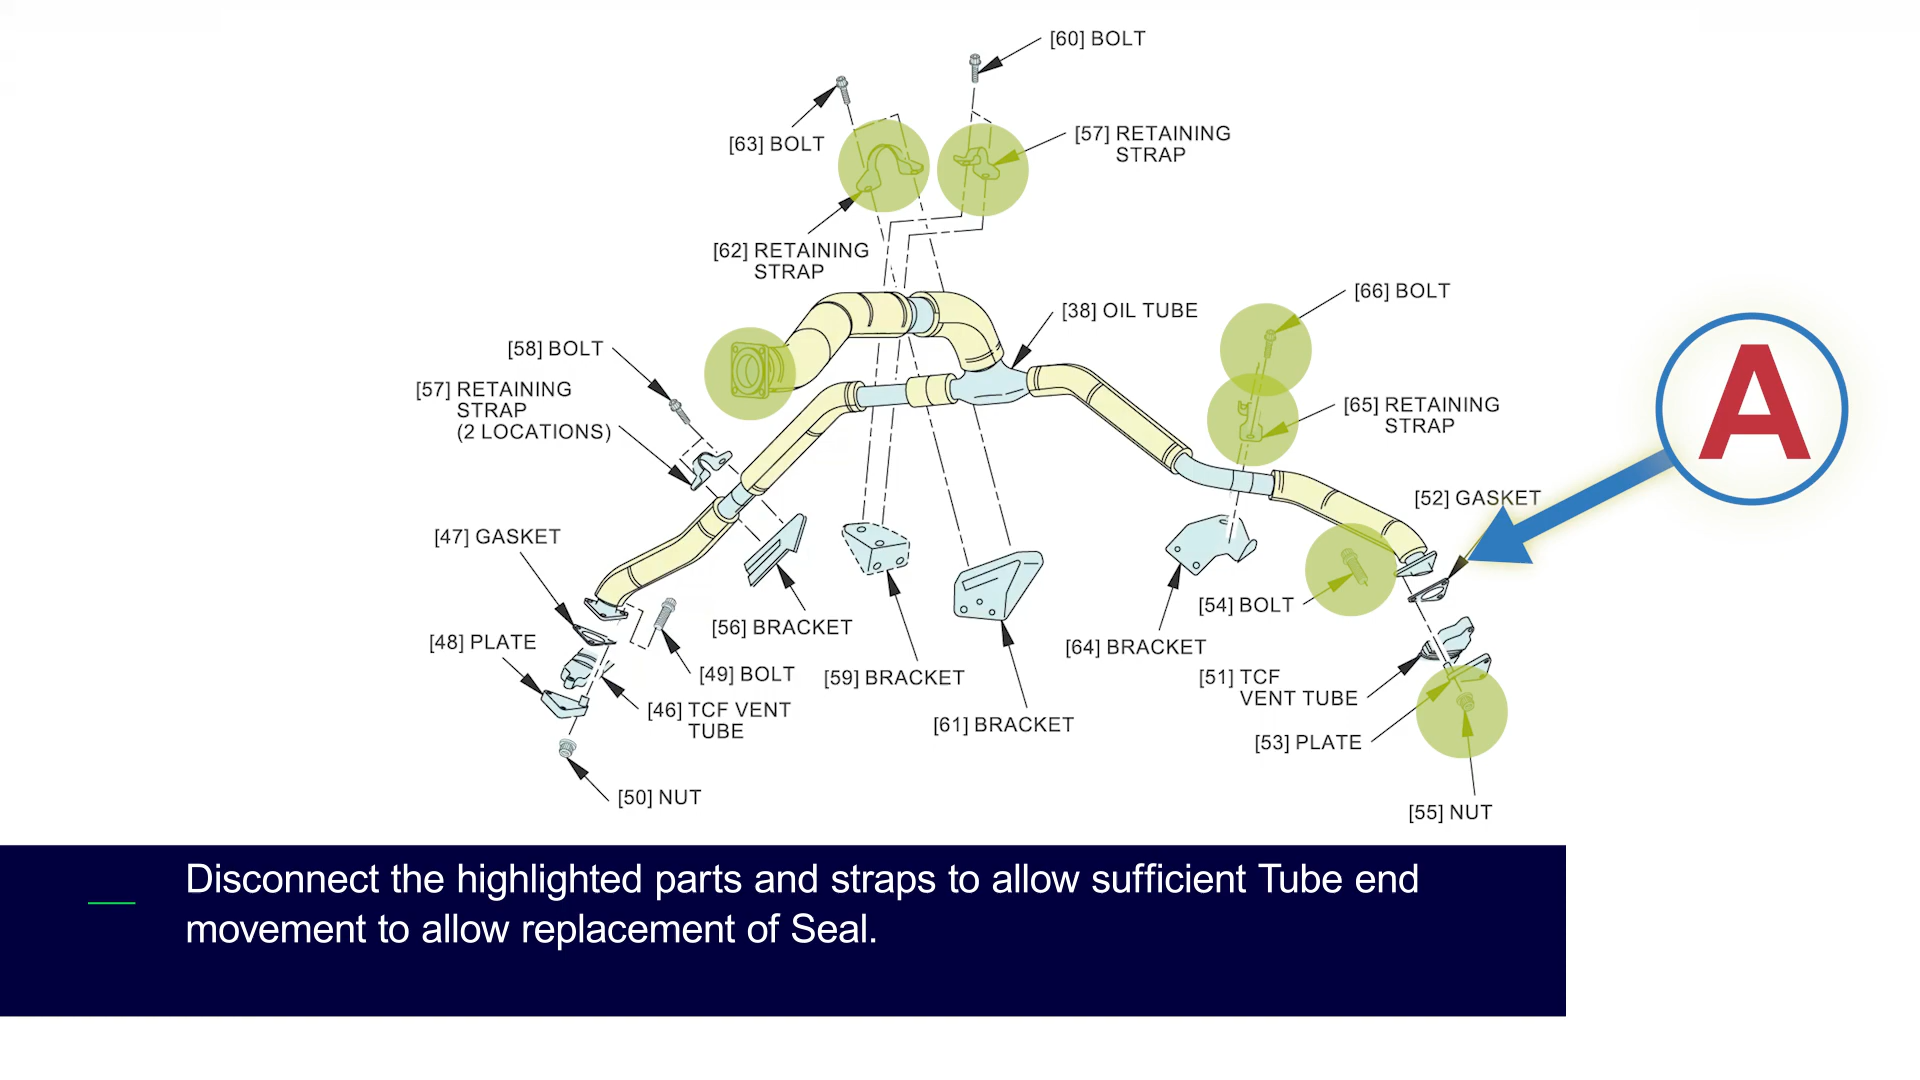 [60] BOLT
[63] BOLT
[57] RETAINING
STRAP
[62] RETAINING
STRAP
[66] BOLT
[38] OIL TUBE
[58] BOLT
[57] RETAINING
STRAP
(2 LOCATIONS)
[65] RETAINING
STRAP
A
[52] GASKET
[47] GASKET
[54] BOLT
[56] BRACKET
[48] PLATE
[64] BRACKET
[49] BOLT
[59] BRACKET
[51] TCF
VENT TUBE
[46] TCF VENT
TUBE
[61] BRACKET
[53] PLATE
[50] NUT
[55] NUT
Disconnect the highlighted parts and straps to allow sufficient Tube end
movement to allow replacement of Seal.